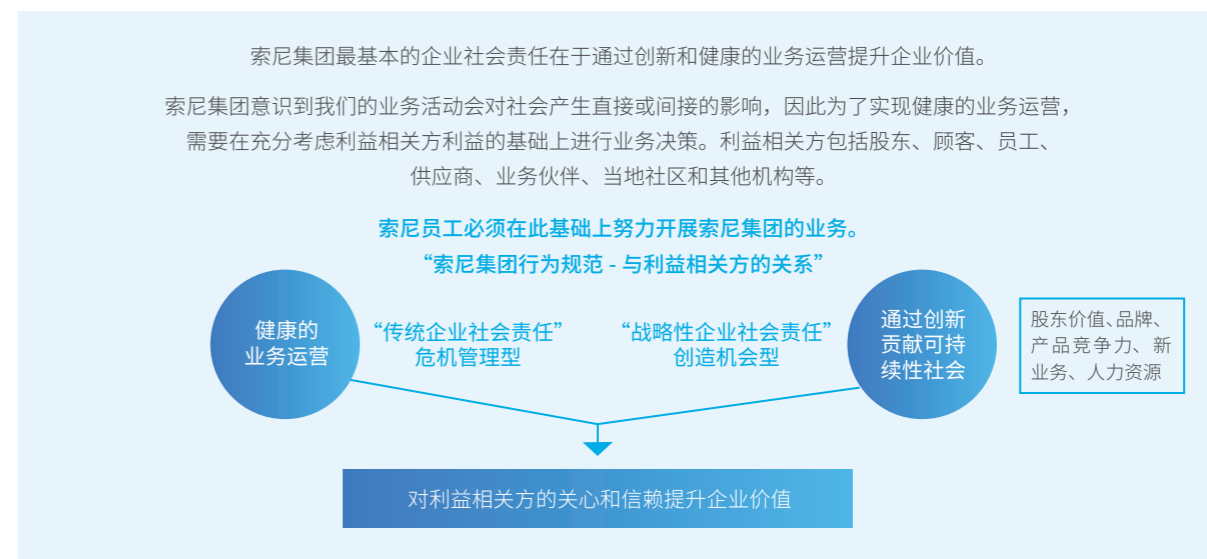 索尼集团最基本的企业社会责任在于通过创新和健康的业务运营提升企业价值。
索尼集团意识到我们的业务活动会对社会产生直接或间接的影响，因此为了实现健康的业务运营，
需要在充分考虑利益相关方利益的基础上进行业务决策。利益相关方包括股东、顾客、员工、
供应商、业务伙伴、当地社区和其他机构等。
索尼员工必须在此基础上努力开展索尼集团的业务。
“索尼集团行为规范 - 与利益相关方的关系”
健康的
业务运营
“传统企业社会责任”
危机管理型
“战略性企业社会责任”
创造机会型
通过创新
贡献可持
续性社会
股东价值、品牌、
产品竞争力、新
业务、人力资源
对利益相关方的关心和信赖提升企业价值